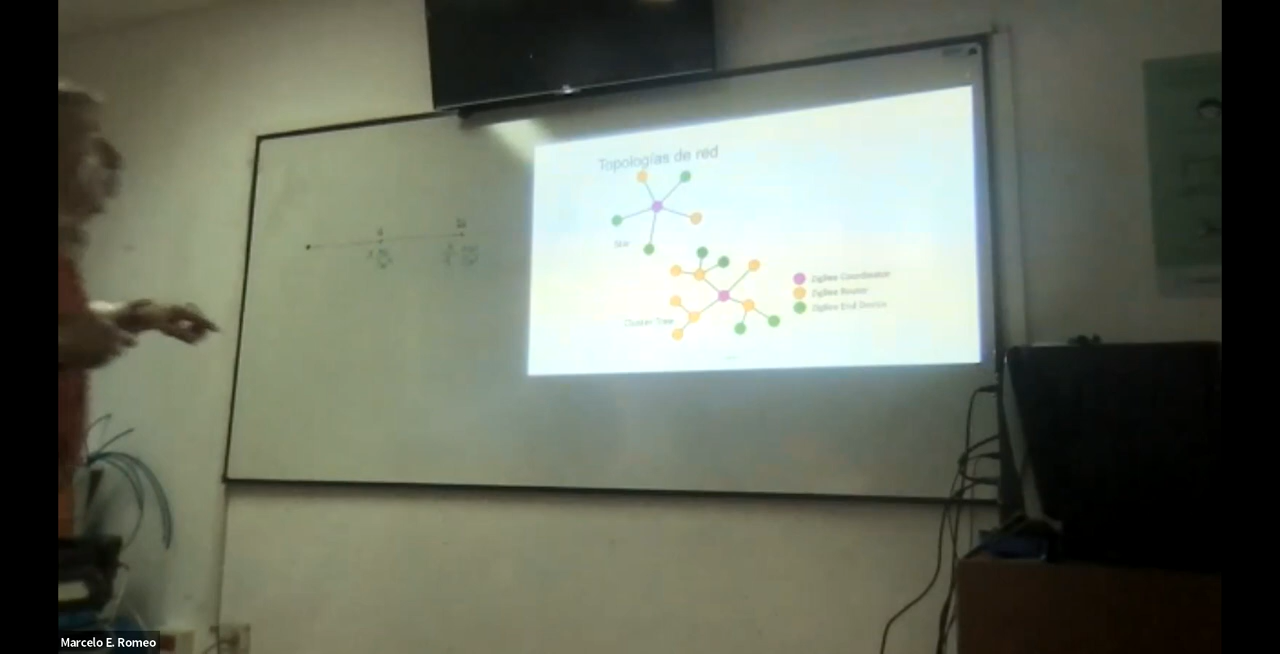 Topologías de red
Star
Cluster Tree
ZigBee Coordinator
ZigBee Router
ZigBee End Device
Marcelo E. Romeo